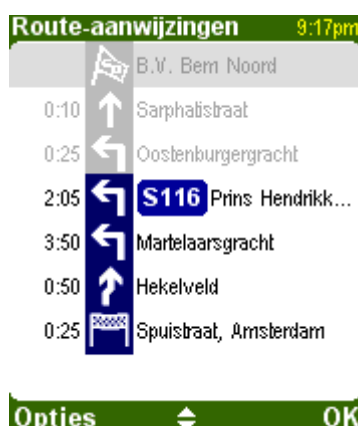 Route-aanwijzingen 9:17pm
B.V. Bem Noord
0:10 Sarphatistraat
0:25 Oostenburgergracht
2:05 S116 Prins Hendrikk...
3:50 Martelaarsgracht
0:50 Hekelveld
0:25 Spuistraat, Amsterdam
Opties OK